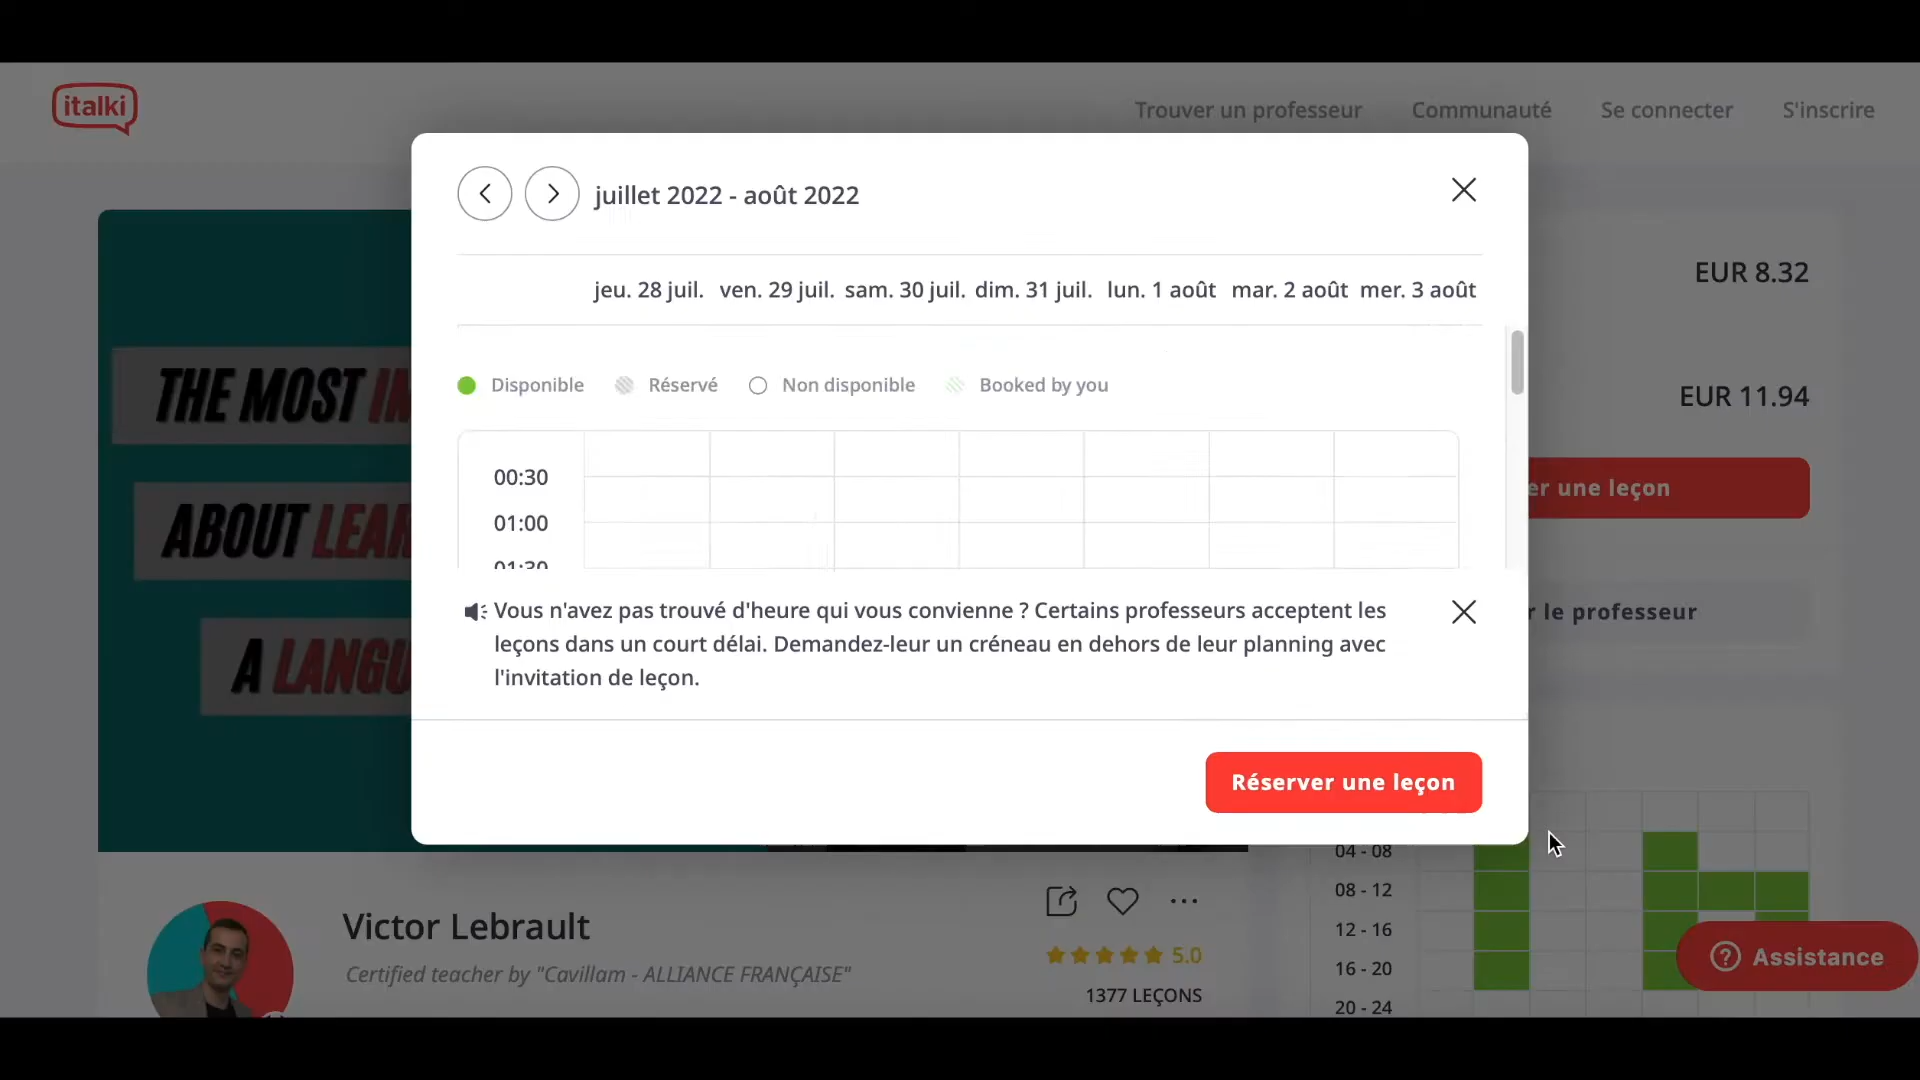 italki
Trouver un professeur
Communauté
Se connecter
S'inscrire
juillet 2022 - août 2022
jeu. 28 juil. ven. 29 juil. sam. 30 juil. dim. 31 juil. lun. 1 août mar. 2 août mer. 3 août
Disponible Réservé Non disponible Booked by you
00:30
01:00
01:30
Vous n'avez pas trouvé d'heure qui vous convienne ? Certains professeurs acceptent les
leçons dans un court délai. Demandez-leur un créneau en dehors de leur planning avec
l'invitation de leçon.
Réserver une leçon
EUR 8.32
EUR 11.94
er une leçon
r le professeur
THE MOST IN
ABOUT LEAR
A LANGU
Victor Lebrault
Certified teacher by "Cavillam - ALLIANCE FRANÇAISE"
5.0
1377 LEÇONS
04 - 08
08 - 12
12 - 16
16 - 20
20 - 24
Assistance